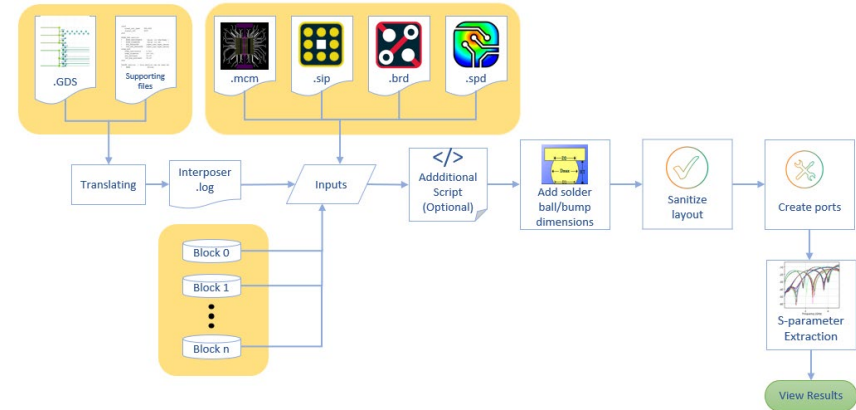 .GDS
Supporting
files
.mcm
.sip
.brd
.spd
Translating
Interposer
.log
Inputs
</>
Addditional
Script
(Optional)
Add solder
ball/bump
dimensions
Sanitize
layout
Create ports
Block 0
Block 1
Block n
S-parameter
Extraction
View Results